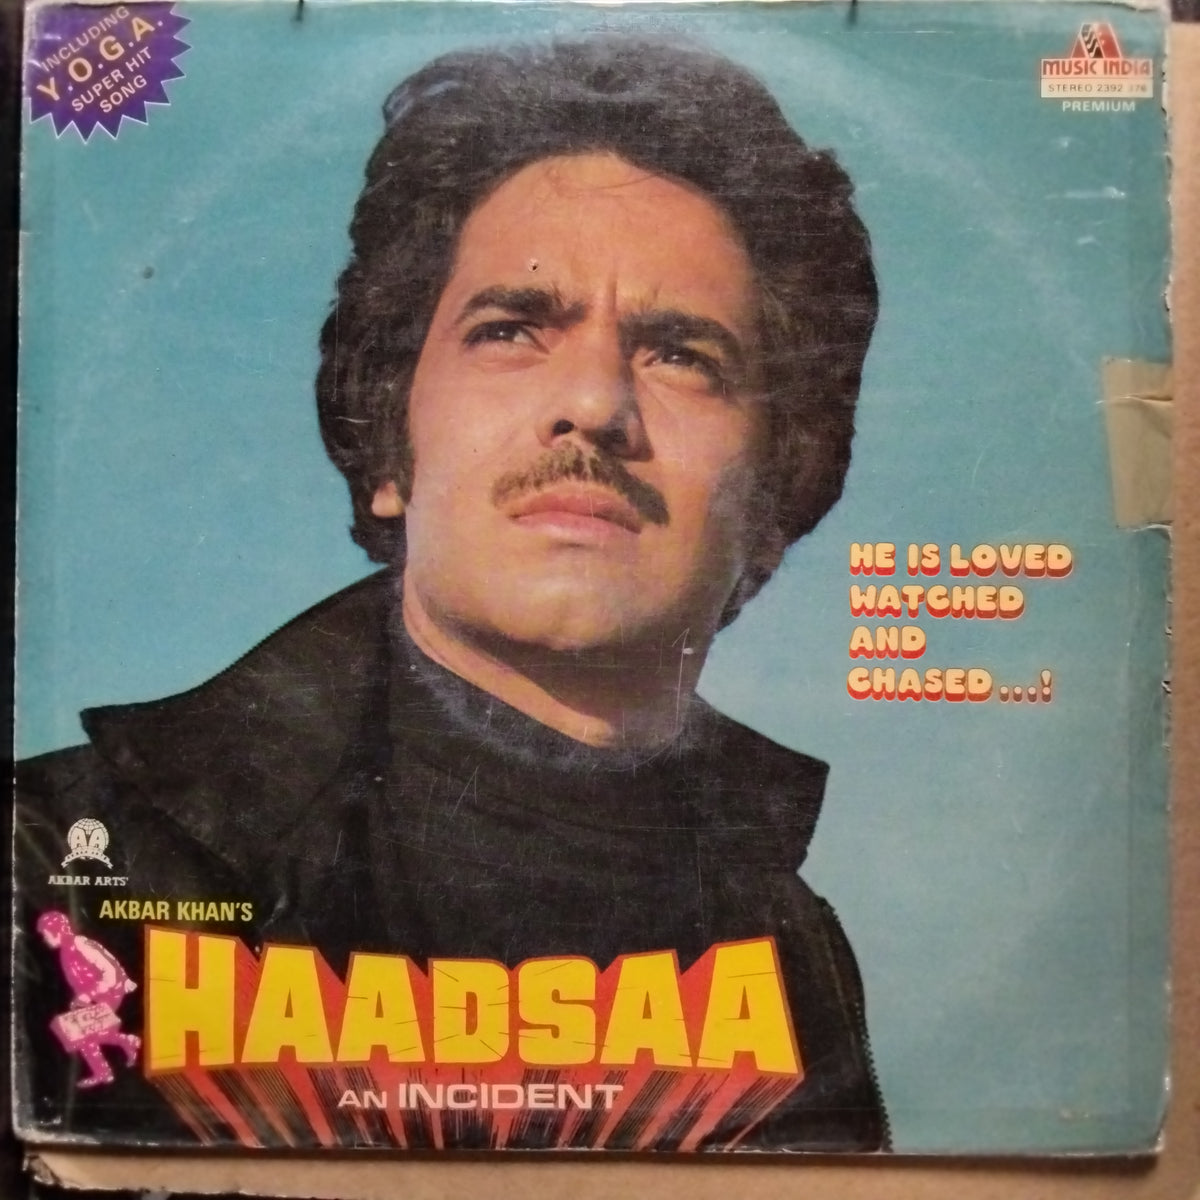 INCLUDING
Y.O.G.A.
SUPER HIT
SONG
MUSIC INDIA
STEREO 2392 376
PREMIUM
HE IS LOVED
WATCHED
AND
CHASED...!
AA
AKBAR ARTS'
AKBAR KHAN'S
HAADSAA
AN INCIDENT